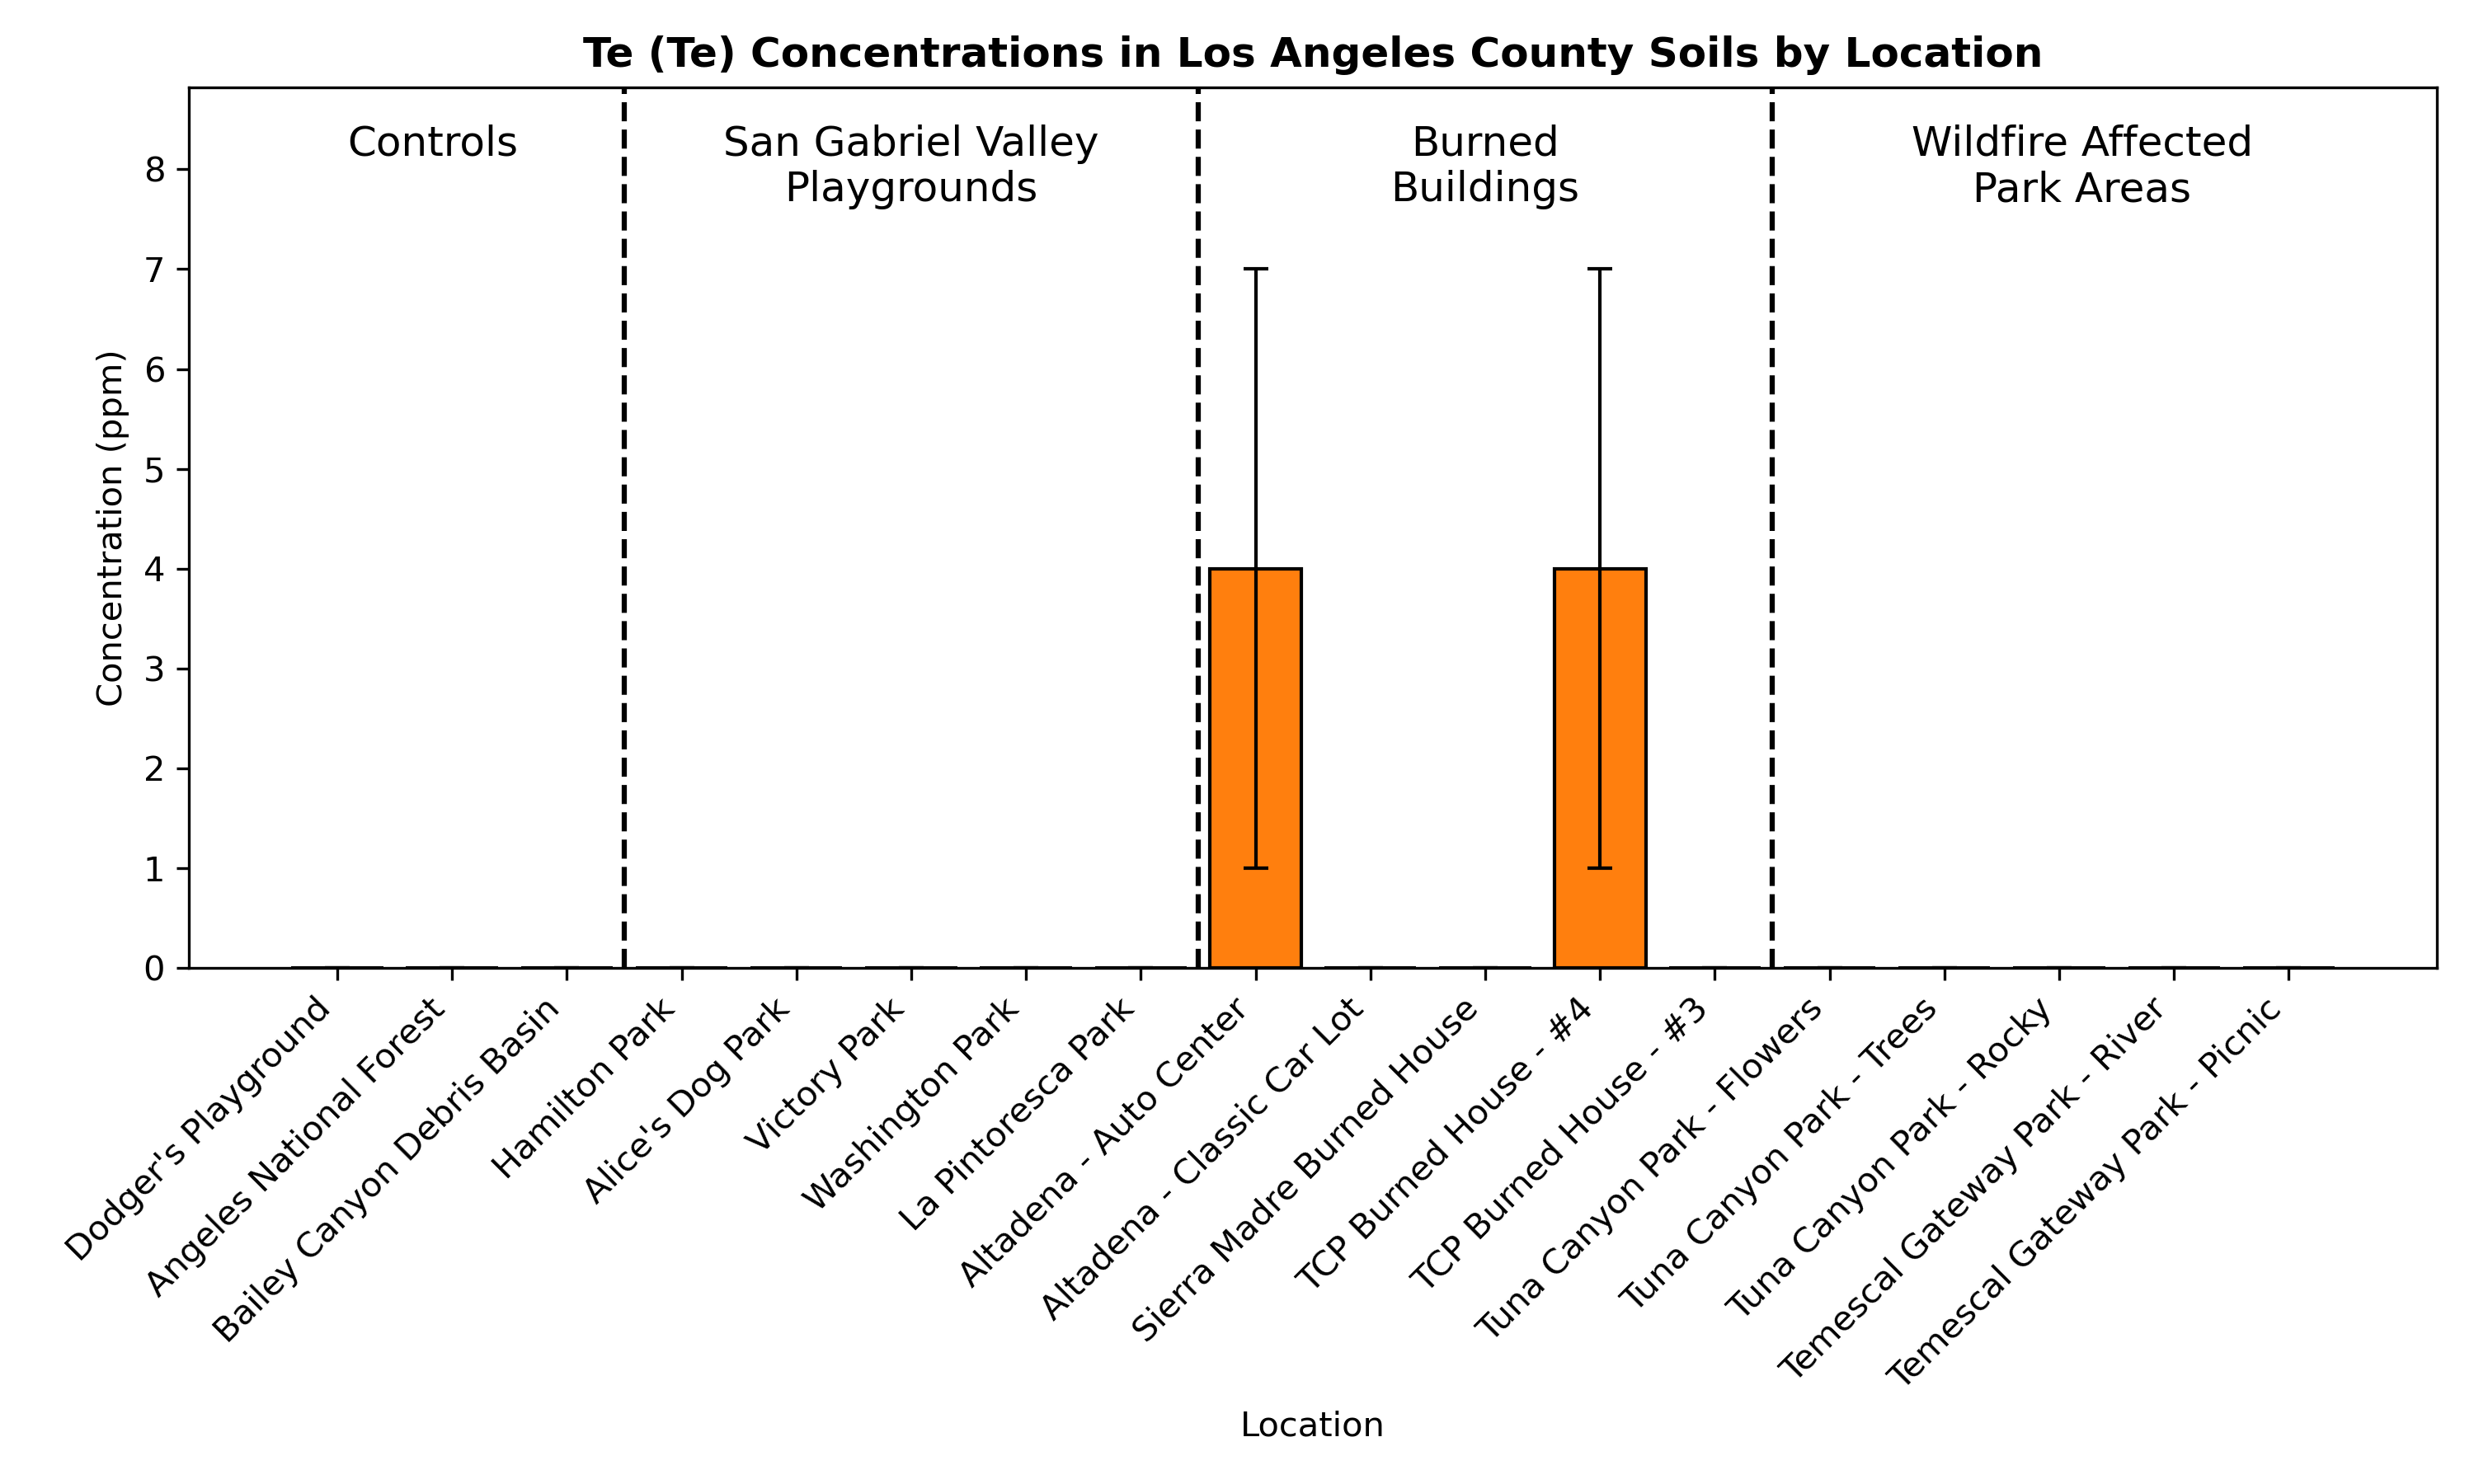 Te (Te) Concentrations in Los Angeles County Soils by Location
Controls
San Gabriel Valley
Playgrounds
Burned
Buildings
Wildfire Affected
Park Areas
Concentration (ppm)
8
7
6
5
4
3
2
1
0
Dodger's Playground
Angeles National Forest
Bailey Canyon Debris Basin
Hamilton Park
Alice's Dog Park
Victory Park
Washington Park
La Pintoresca Park
Altadena - Auto Center
Altadena - Classic Car Lot
Sierra Madre Burned House
TCP Burned House - #4
TCP Burned House - #3
Tuna Canyon Park - Flowers
Tuna Canyon Park - Trees
Tuna Canyon Park - Rocky
Temescal Gateway Park - River
Temescal Gateway Park - Picnic
Location